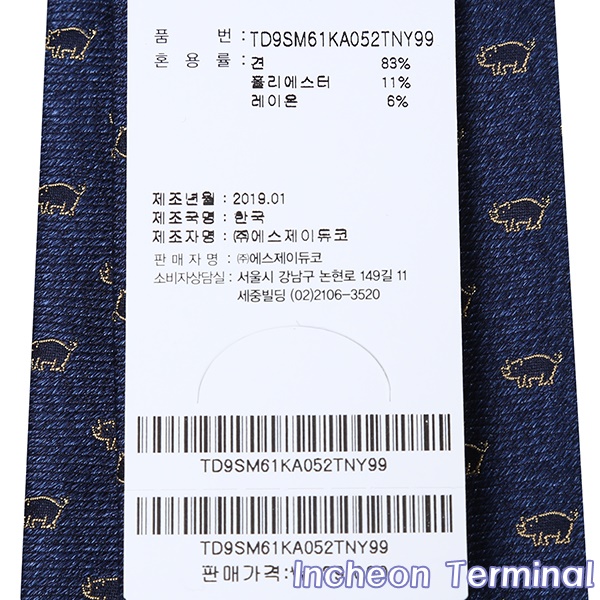 품 번 : TD9SM61KA052TNY99
혼 용 률 : 견 83%
폴리에스터 11%
레이온 6%
제조년월 : 2019.01
제조국명 : 한국
제조자명 : ㈜에스제이듀코
판 매 자 명 : ㈜에스제이듀코
소비자상담실 : 서울시 강남구 논현로 149길 11
세중빌딩 (02)2106-3520
TD9SM61KA052TNY99
TD9SM61KA052TNY99
판매가격:
Incheon Terminal